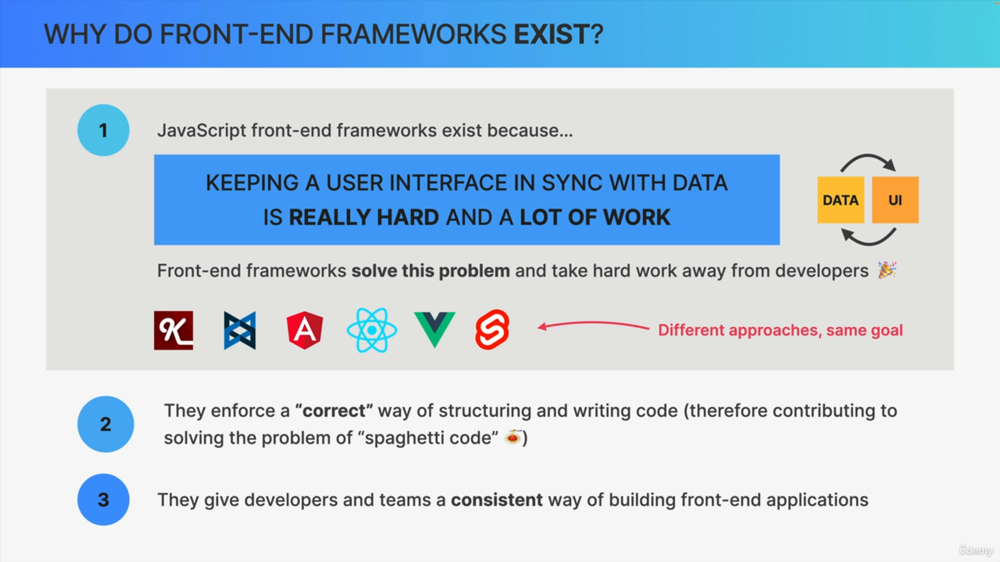 WHY DO FRONT-END FRAMEWORKS EXIST?
1
JavaScript front-end frameworks exist because...
KEEPING A USER INTERFACE IN SYNC WITH DATA
IS REALLY HARD AND A LOT OF WORK
DATA
UI
Front-end frameworks solve this problem and take hard work away from developers 🎉
Different approaches, same goal
2
They enforce a “correct” way of structuring and writing code (therefore contributing to
solving the problem of “spaghetti code” 🍝)
3
They give developers and teams a consistent way of building front-end applications
ûdemy